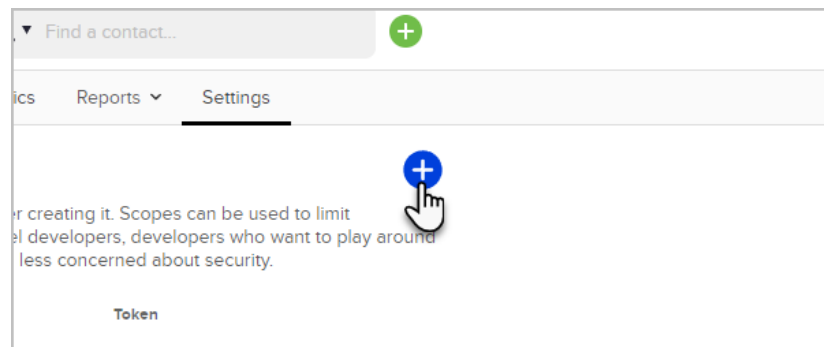 Find a contact...
ics Reports Settings
r creating it. Scopes can be used to limit
el developers, developers who want to play around
less concerned about security.
Token